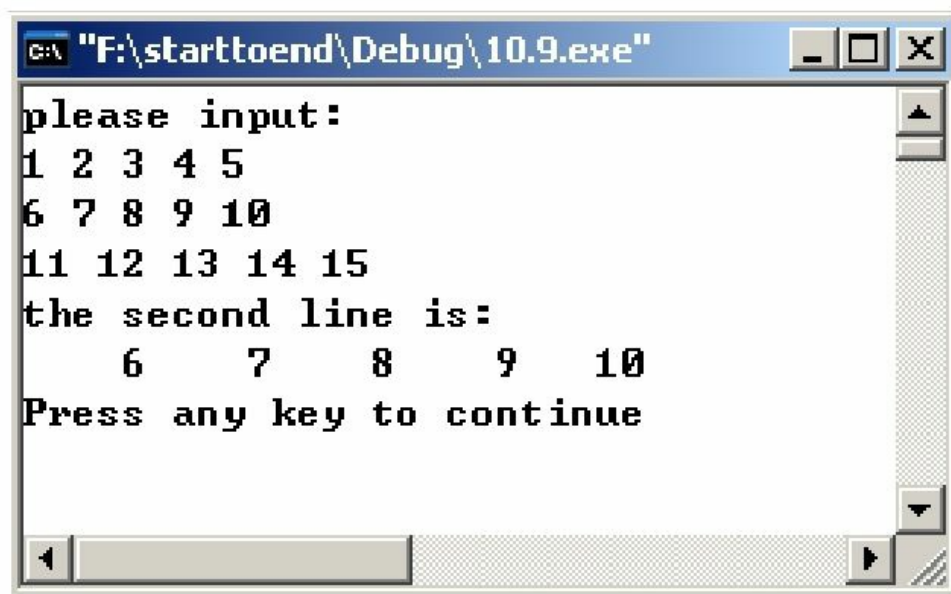 "F:\starttoend\Debug\10.9.exe"
please input:
1 2 3 4 5
6 7 8 9 10
11 12 13 14 15
the second line is:
    6    7    8    9   10
Press any key to continue